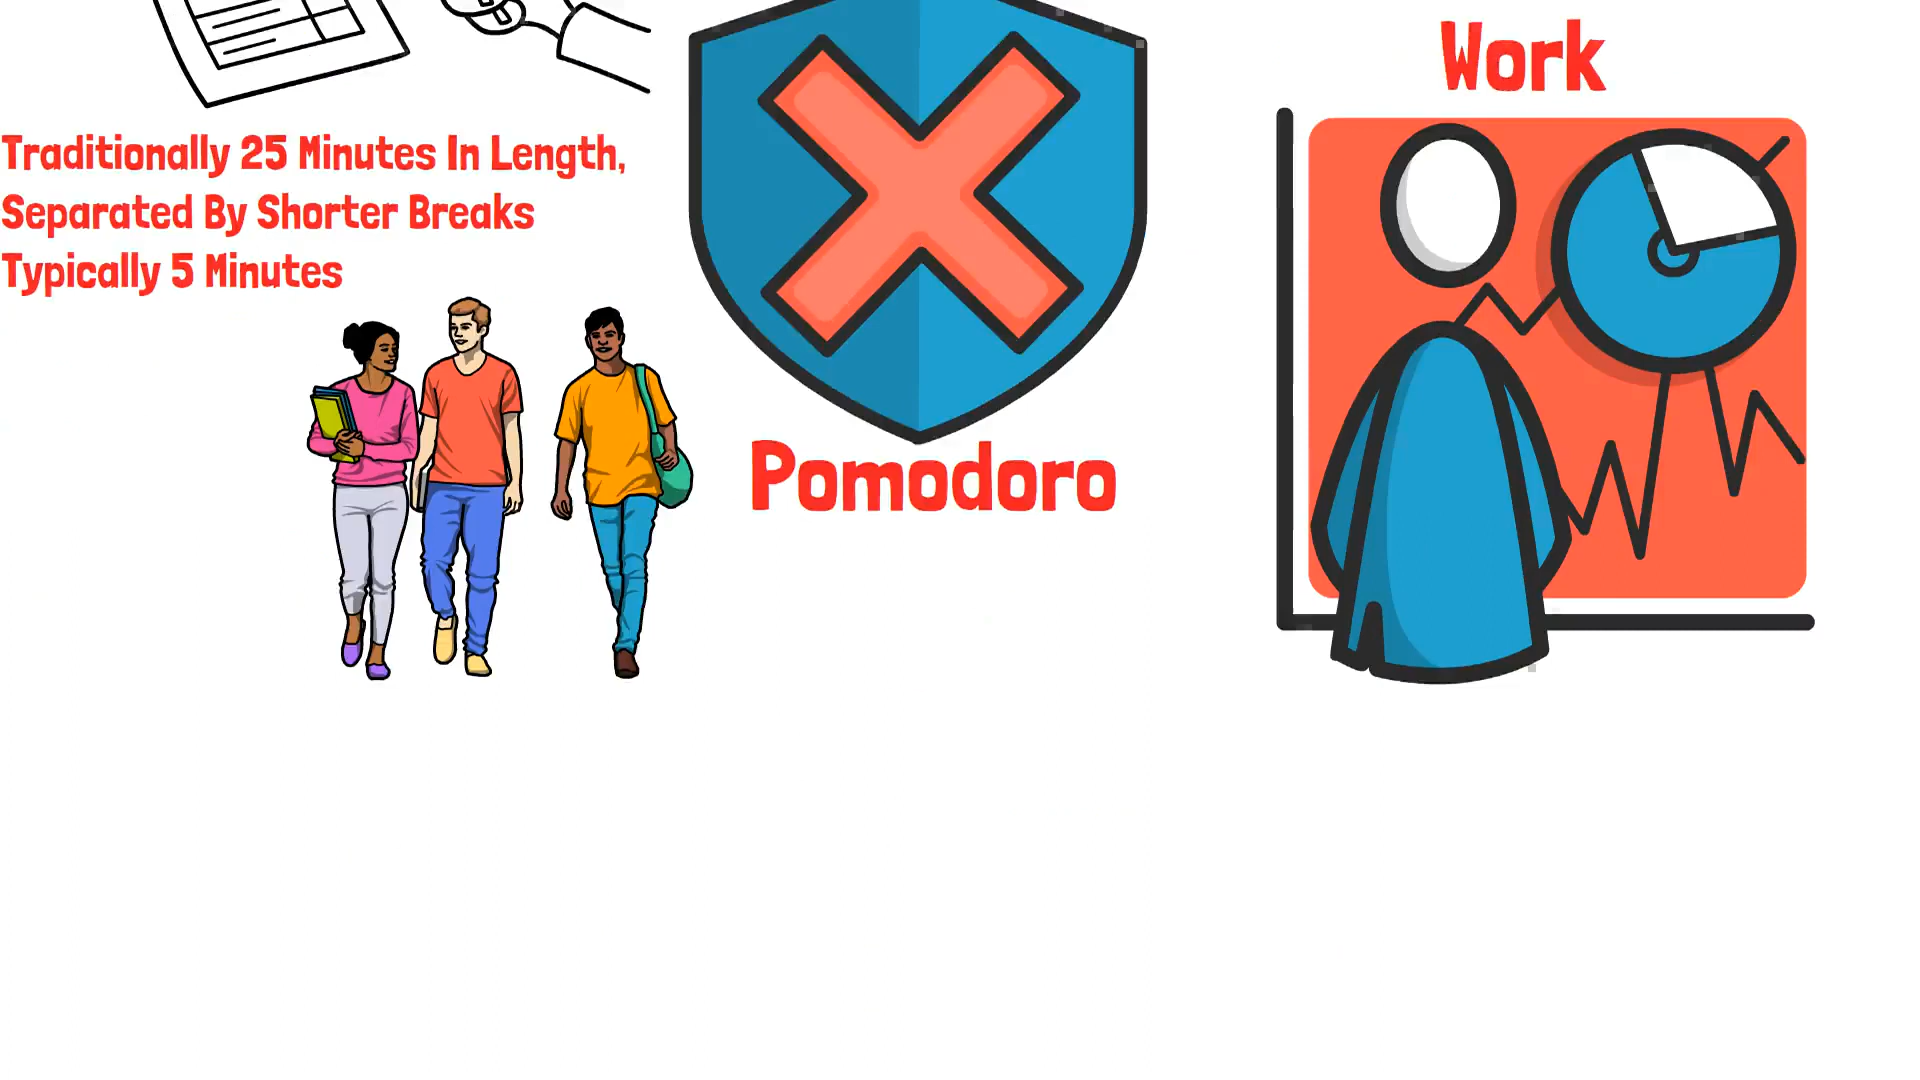 Work
Traditionally 25 Minutes In Length,
Separated By Shorter Breaks
Typically 5 Minutes
Pomodoro